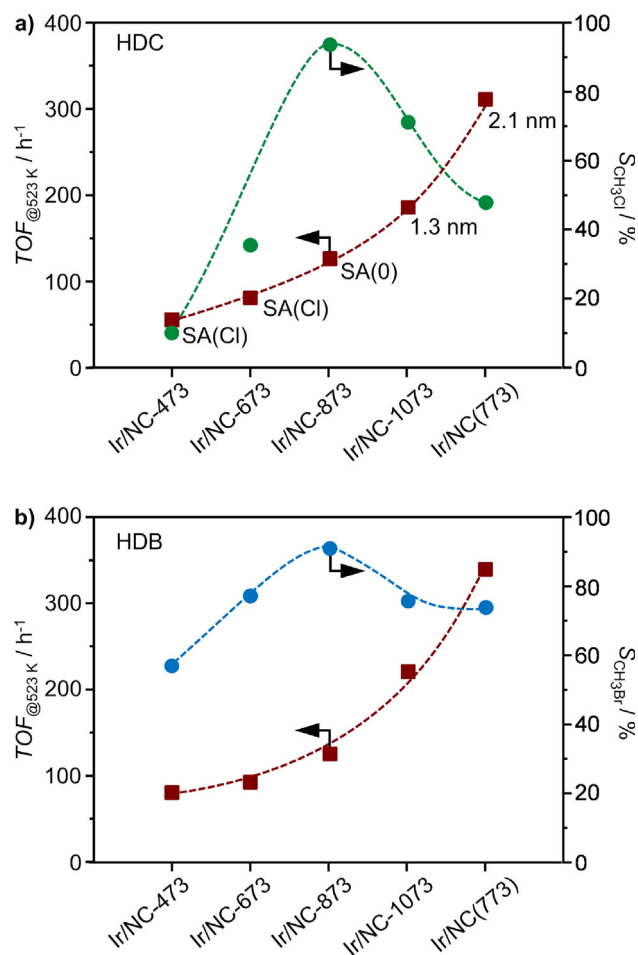 a)
HDC
400
300
200
100
0
TOF@523 K / h-1
100
80
60
40
20
0
SCH3Cl / %
2.1 nm
1.3 nm
SA(0)
SA(Cl)
SA(Cl)
Ir/NC-473
Ir/NC-673
Ir/NC-873
Ir/NC-1073
Ir/NC(773)
b)
HDB
400
300
200
100
0
TOF@523 K / h-1
100
80
60
40
20
0
SCH3Br / %
Ir/NC-473
Ir/NC-673
Ir/NC-873
Ir/NC-1073
Ir/NC(773)